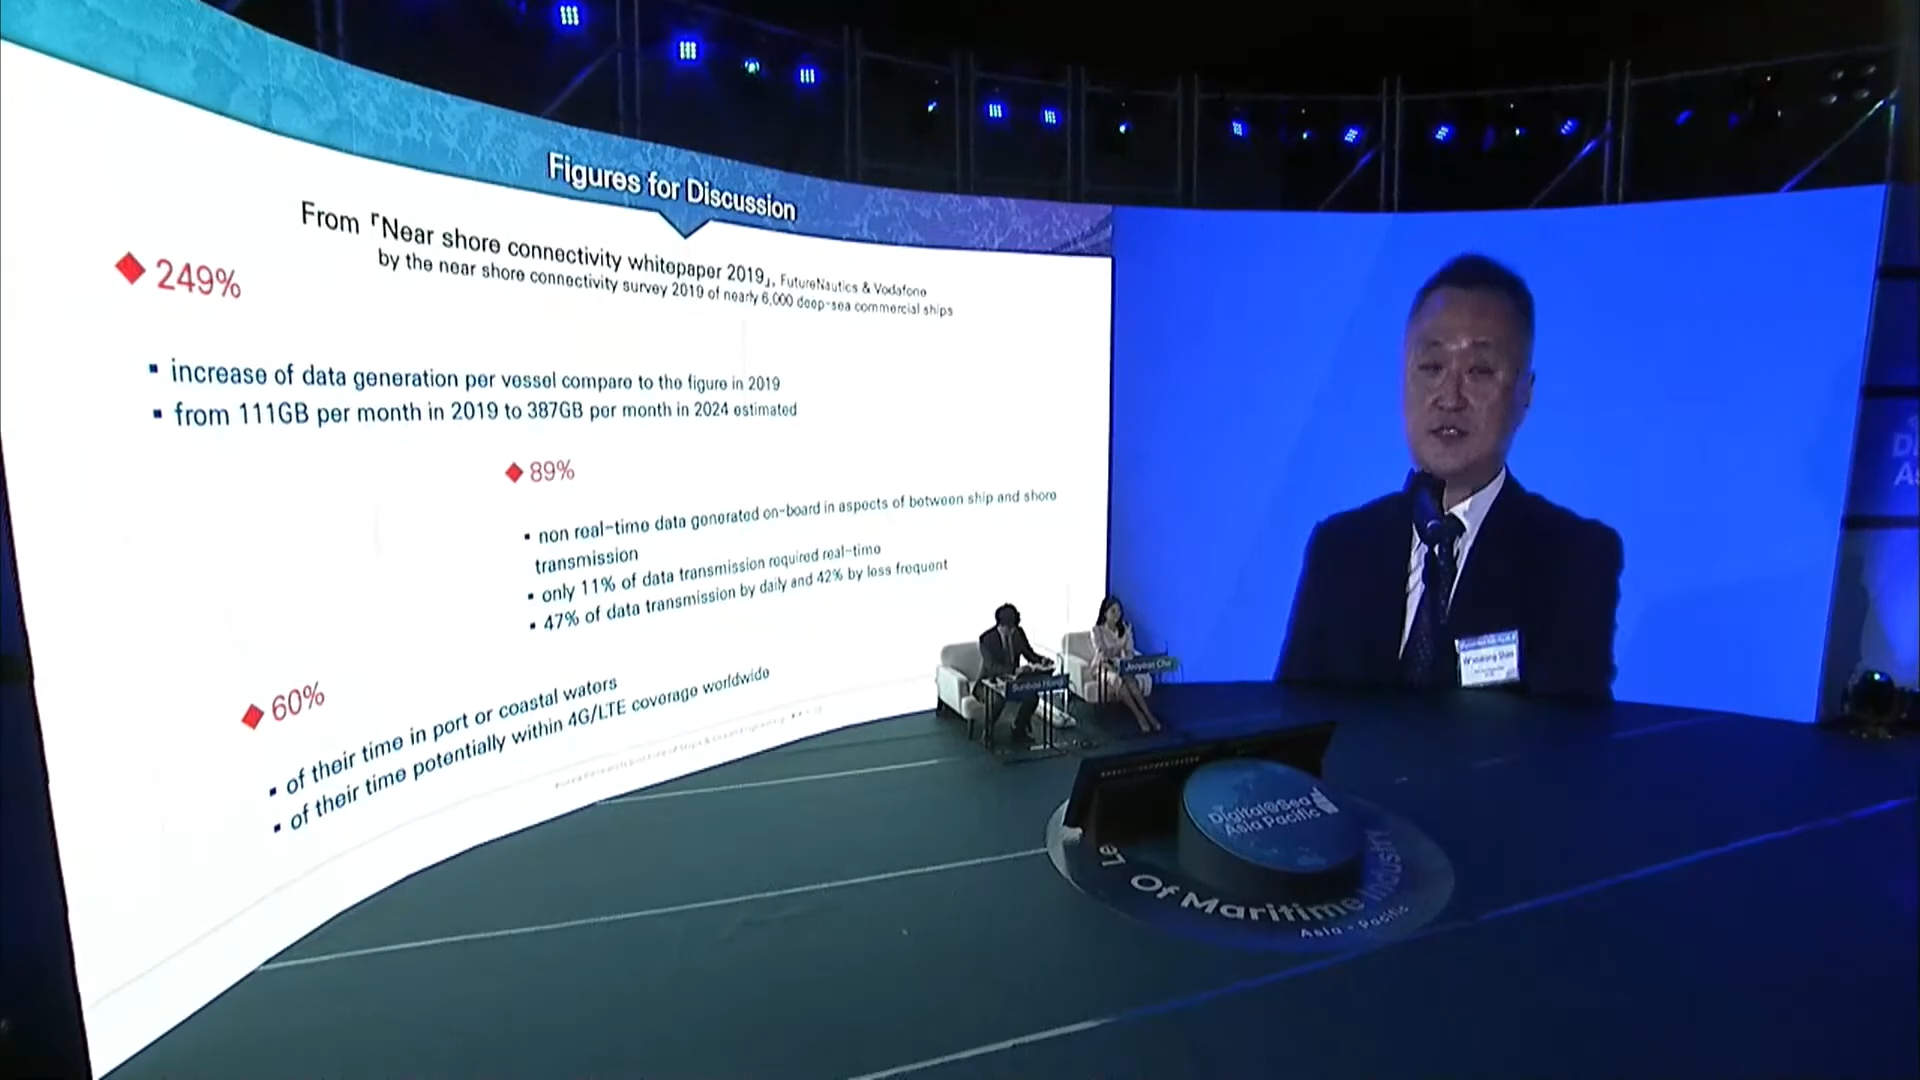 Figures for Discussion
From 「Near shore connectivity whitepaper 2019」, FutureNautics & Vodafone
by the near shore connectivity survey 2019 of nearly 6,000 deep-sea commercial ships
249%
increase of data generation per vessel compare to the figure in 2019
from 111GB per month in 2019 to 387GB per month in 2024 estimated
89%
non real-time data generated on-board in aspects of between ship and shore
transmission
only 11% of data transmission required real-time
47% of data transmission by daily and 42% by less frequent
60%
of their time in port or coastal waters
of their time potentially within 4G/LTE coverage worldwide
Digital@Sea
Asia Pacific
Le
Of Maritime Industry
Asia - Pacific